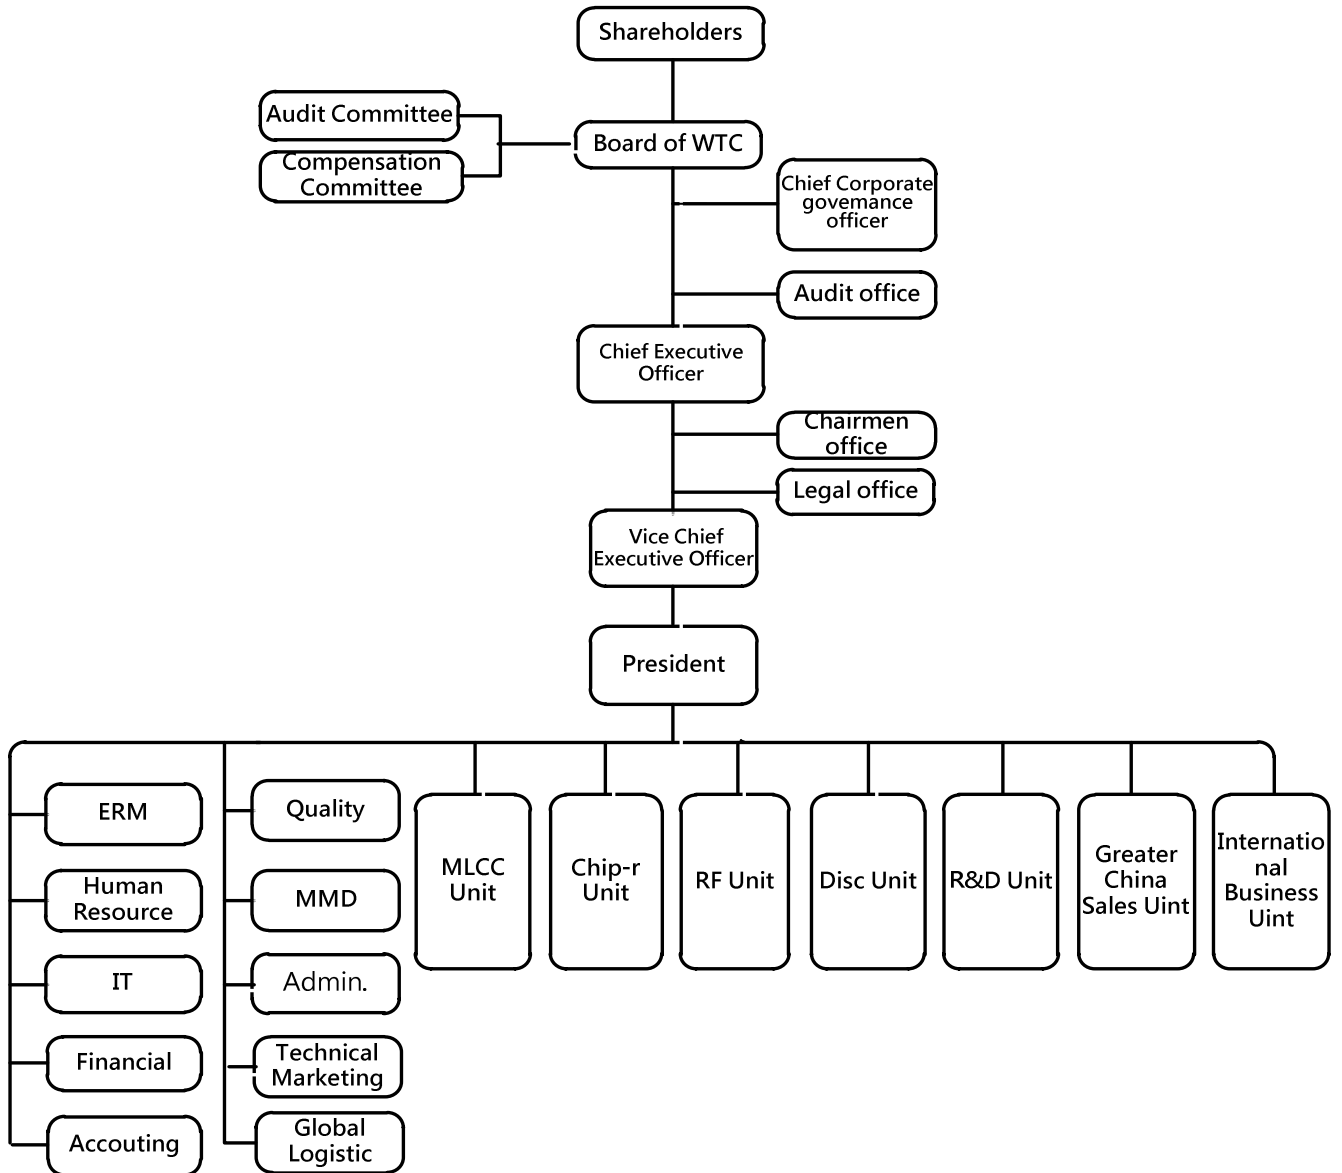 Shareholders
Audit Committee
Board of WTC
Compensation
Committee
Chief Corporate
govemance
officer
Audit office
Chief Executive
Officer
Chairmen
office
Legal office
Vice Chief
Executive Officer
President
ERM
Human
Resource
IT
Financial
Accouting
Quality
MMD
Admin.
Technical
Marketing
Global
Logistic
MLCC
Unit
Chip-r
Unit
RF Unit
Disc Unit
R&D Unit
Greater
China
Sales Uint
Internatio
nal
Business
Uint